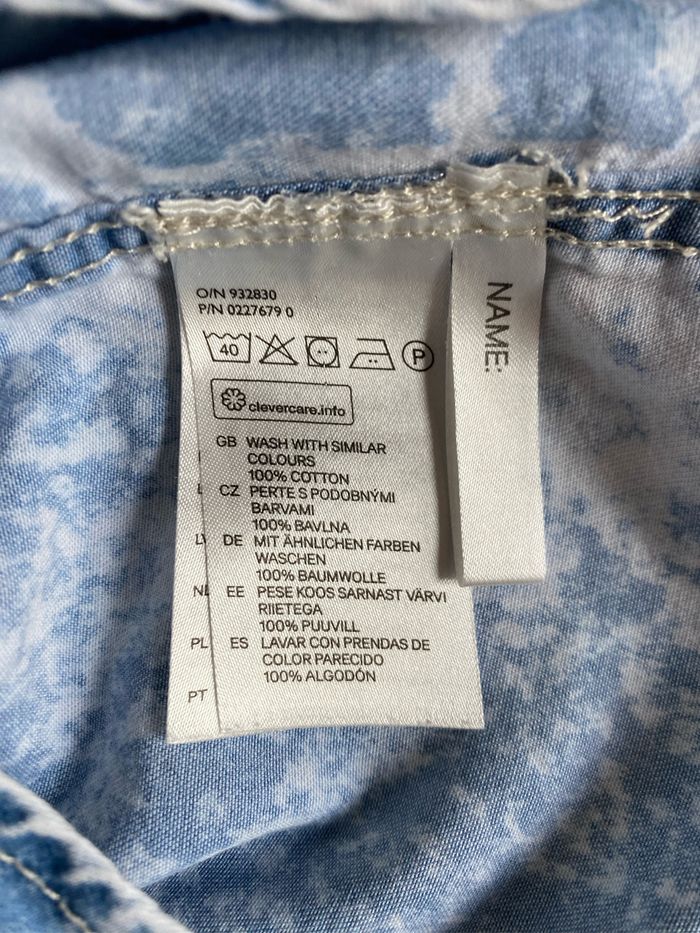 O/N 932830
P/N 0227679 0
40
P
clevercare.info
GB WASH WITH SIMILAR
COLOURS
100% COTTON
CZ PERTE S PODOBNÝMI
BARVAMI
100% BAVLNA
DE MIT ÄHNLICHEN FARBEN
WASCHEN
100% BAUMWOLLE
EE PESE KOOS SARNAST VÄRVI
RIIETEGA
100% PUUVILL
ES LAVAR CON PRENDAS DE
COLOR PARECIDO
100% ALGODÓN
PL
PT
NAME: